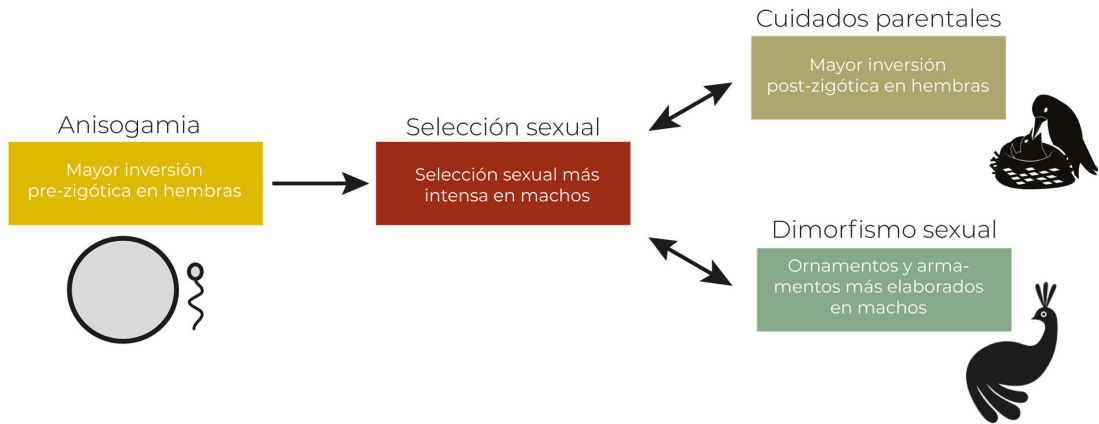 Anisogamia
Mayor inversión
pre-zigótica en hembras
Selección sexual
Selección sexual más
intensa en machos
Cuidados parentales
Mayor inversión
post-zigótica en hembras
Dimorfismo sexual
Ornamentos y arma-
mentos más elaborados
en machos